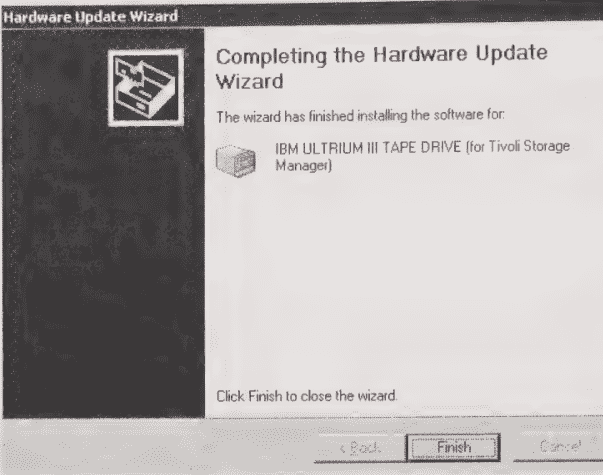 Hardware Update Wizard
Completing the Hardware Update
Wizard
The wizard has finished installing the software for:
IBM ULTRIUM III TAPE DRIVE (for Tivoli Storage
Manager)
Click Finish to close the wizard.
< Back
Finish
Cancel